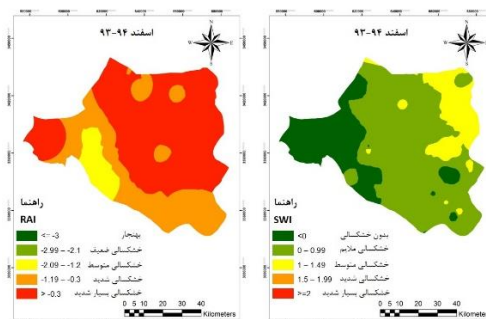 اسفند ۹۴-۹۳
N
W
E
S
راهنما
RAI
<= -3 بهنجار
-2.99 – -2.1 خشکسالی ضعیف
-2.09 – -1.2 خشکسالی متوسط
-1.19 – -0.3 خشکسالی شدید
> -0.3 خشکسالی بسیار شدید
0 5 10 20 30 40
Kilometers
اسفند ۹۴-۹۳
N
W
E
S
راهنما
SWI
<0 بدون خشکسالی
0 – 0.99 خشکسالی ملایم
1 – 1.49 خشکسالی متوسط
1.5 – 1.99 خشکسالی شدید
>=2 خشکسالی بسیار شدید
0 5 10 20 30 40
Kilometers